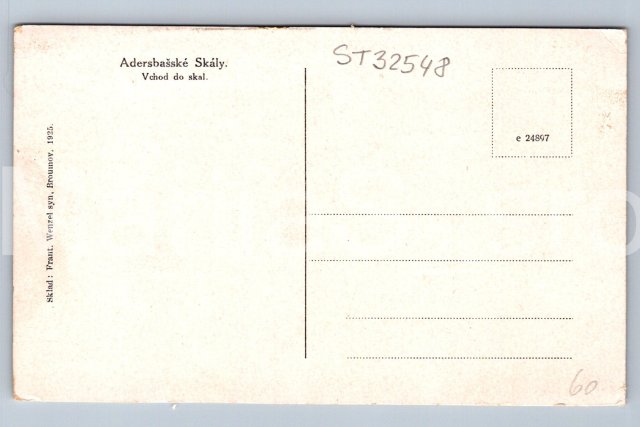 Adersbašské Skály.
Vchod do skal.
ST32548
e 24897
Sklad: Frant. Wenzel syn, Broumov, 1925.
60